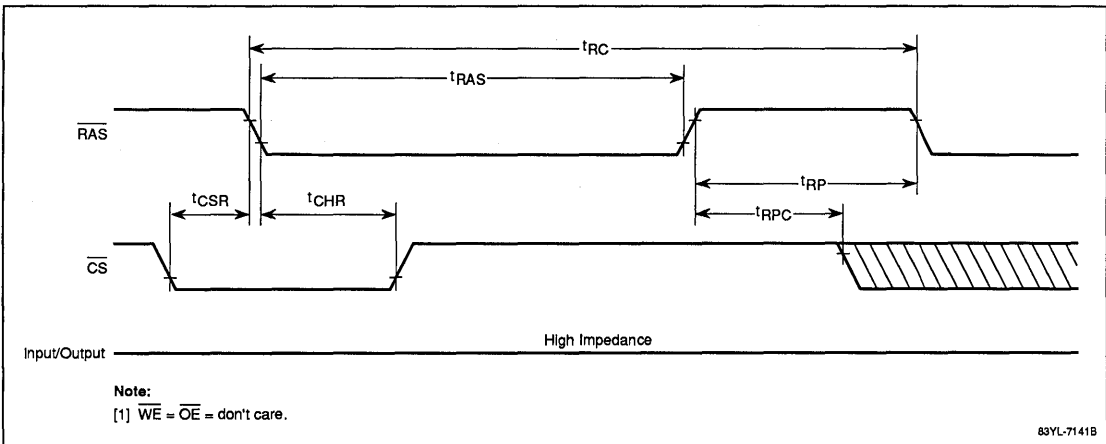 tRC
tRAS
RAS
tRP
tCSR
tCHR
tRPC
CS
High Impedance
Input/Output
Note:
[1] WE = OE = don't care.
83YL-7141B